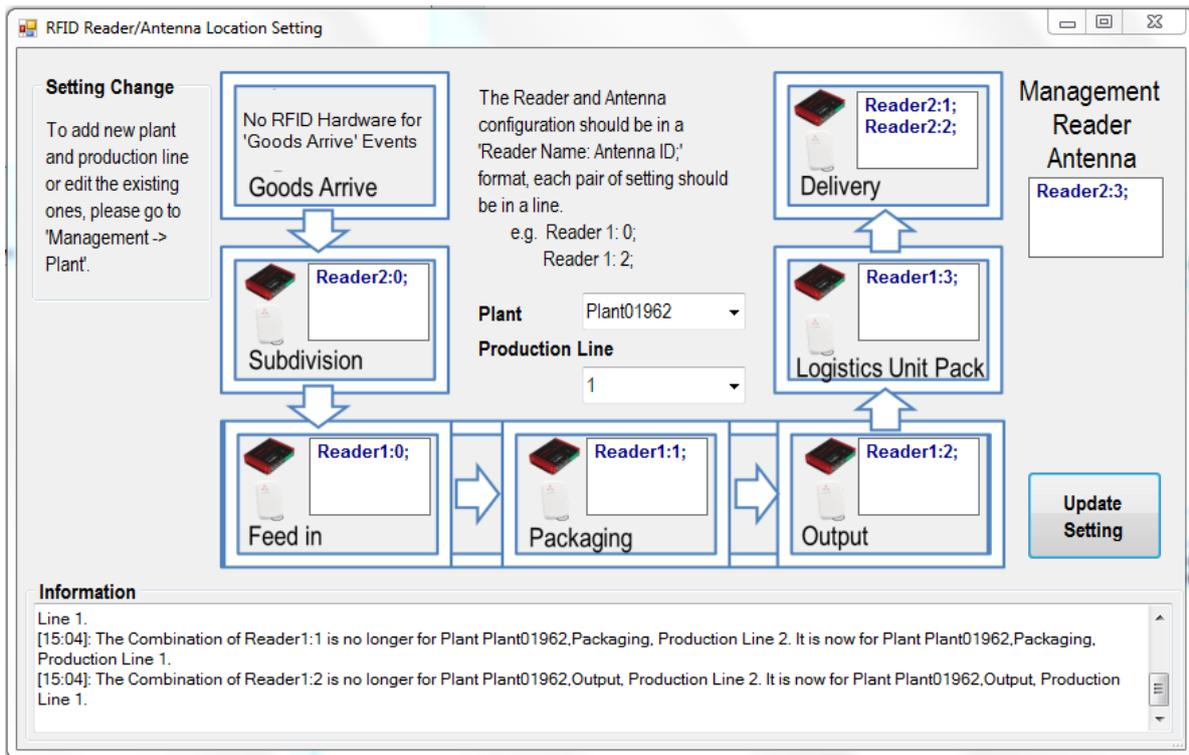 RFID Reader/Antenna Location Setting
Setting Change
To add new plant
and production line
or edit the existing
ones, please go to
'Management ->
Plant'.
No RFID Hardware for
'Goods Arrive' Events
Goods Arrive
Reader2:0;
Subdivision
Reader1:0;
Feed in
The Reader and Antenna
configuration should be in a
'Reader Name: Antenna ID;'
format, each pair of setting should
be in a line.
e.g. Reader 1: 0;
Reader 1: 2;
Plant
Plant01962
Production Line
1
Reader1:1;
Packaging
Reader2:1;
Reader2:2;
Delivery
Reader1:3;
Logistics Unit Pack
Reader1:2;
Output
Management
Reader
Antenna
Reader2:3;
Update
Setting
Information
Line 1.
[15:04]: The Combination of Reader1:1 is no longer for Plant Plant01962,Packaging, Production Line 2. It is now for Plant Plant01962,Packaging,
Production Line 1.
[15:04]: The Combination of Reader1:2 is no longer for Plant Plant01962,Output, Production Line 2. It is now for Plant Plant01962,Output, Production
Line 1.